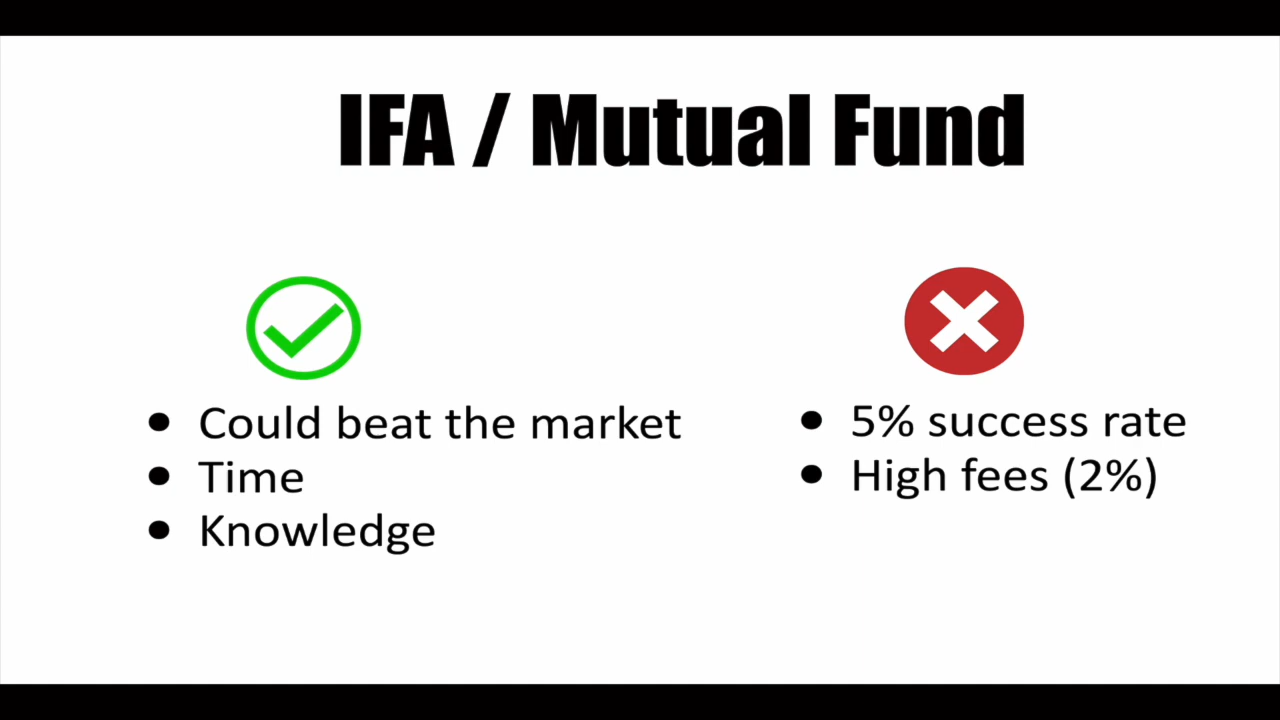 IFA / Mutual Fund
• Could beat the market
• Time
• Knowledge
• 5% success rate
• High fees (2%)